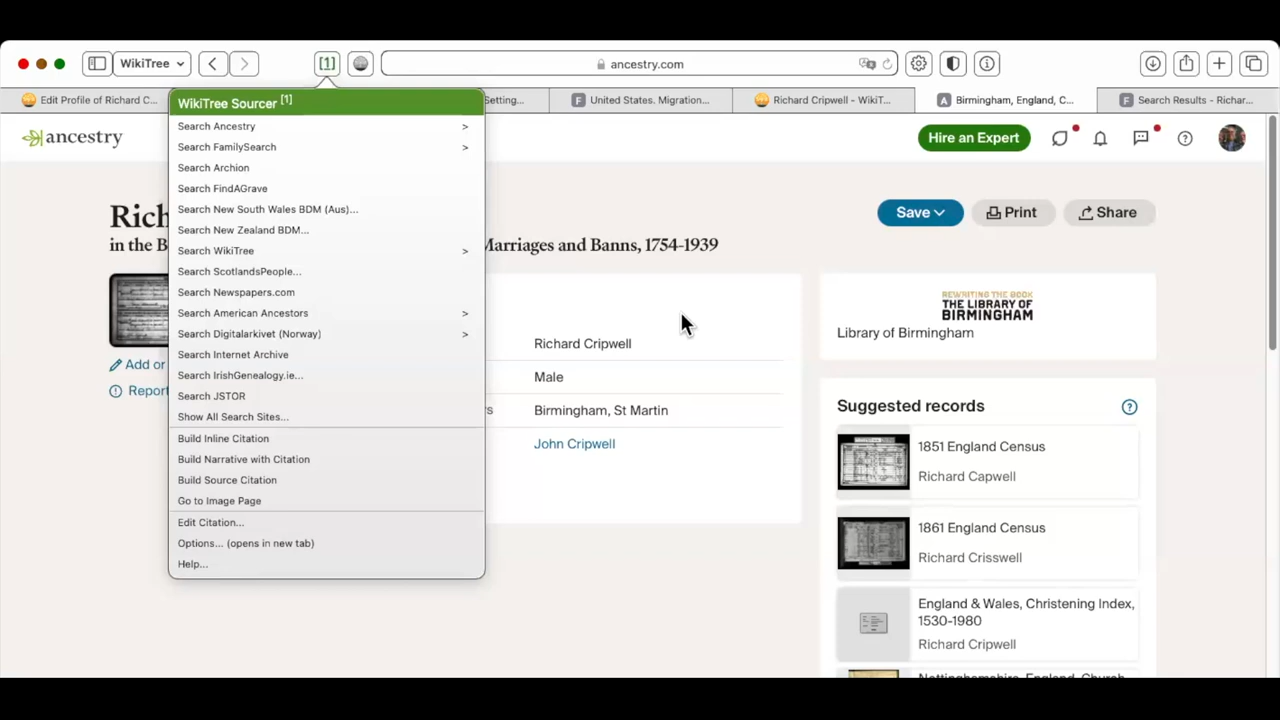 WikiTree
[1]
ancestry.com
Edit Profile of Richard C...
Setting...
United States. Migration...
Richard Cripwell - WikiT...
Birmingham, England, C...
Search Results - Richar...
WikiTree Sourcer [1]
Search Ancestry >
Search FamilySearch >
Search Archion
Search FindAGrave
Search New South Wales BDM (Aus)...
Search New Zealand BDM...
Search WikiTree >
Search ScotlandsPeople...
Search Newspapers.com
Search American Ancestors >
Search Digitalarkivet (Norway) >
Search Internet Archive
Search IrishGenealogy.ie...
Search JSTOR
Show All Search Sites...
Build Inline Citation
Build Narrative with Citation
Build Source Citation
Go to Image Page
Edit Citation...
Options... (opens in new tab)
Help...
ancestry
Hire an Expert
Rich
in the B
Marriages and Banns, 1754-1939
Save
Print
Share
Add or
Report
Richard Cripwell
Male
s
Birmingham, St Martin
John Cripwell
REWRITING THE BOOK
THE LIBRARY OF
BIRMINGHAM
Library of Birmingham
Suggested records
1851 England Census
Richard Capwell
1861 England Census
Richard Crisswell
England & Wales, Christening Index,
1530-1980
Richard Cripwell
Nottinghamshire, England, Church